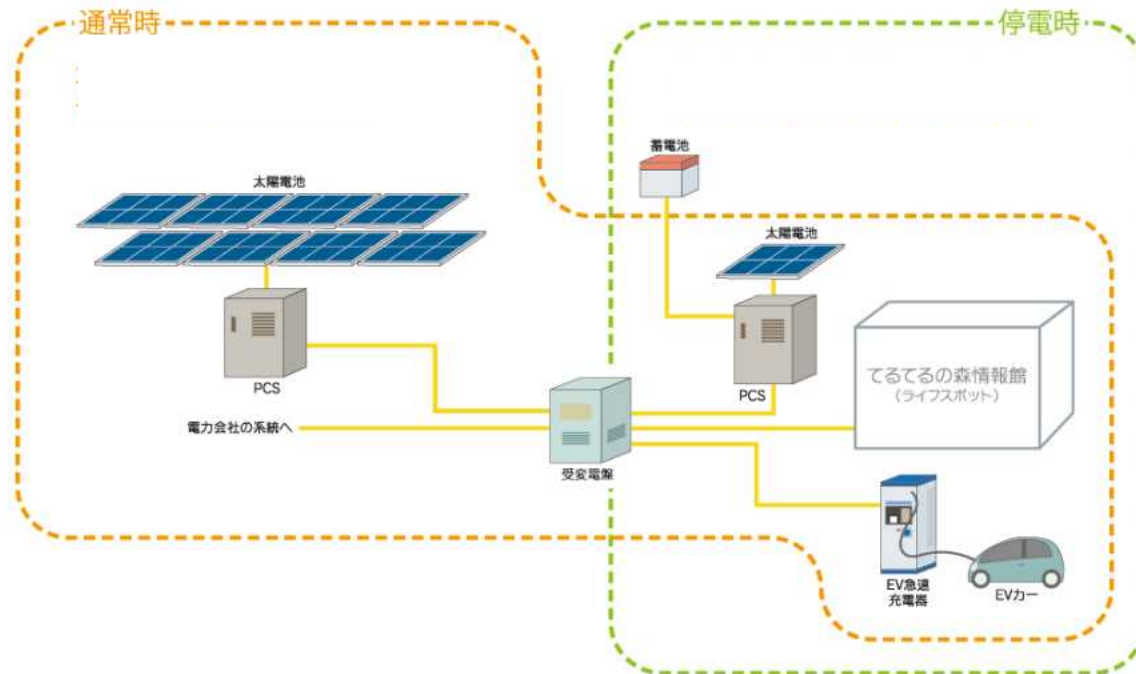 通常時
停電時
蓄電池
太陽電池
太陽電池
PCS
PCS
てるてるの森情報館
(ライフスポット)
電力会社の系統へ
受変電盤
EV急速
充電器
EVカー